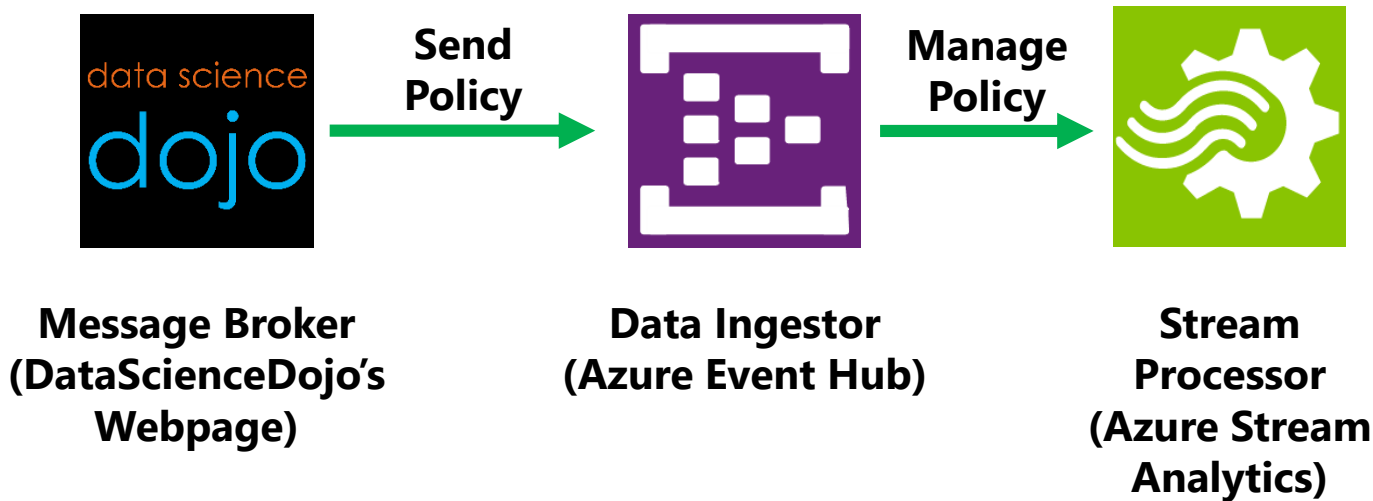 data science
dojo
Send
Policy
Manage
Policy
Message Broker
(DataScienceDojo’s
Webpage)
Data Ingestor
(Azure Event Hub)
Stream
Processor
(Azure Stream
Analytics)